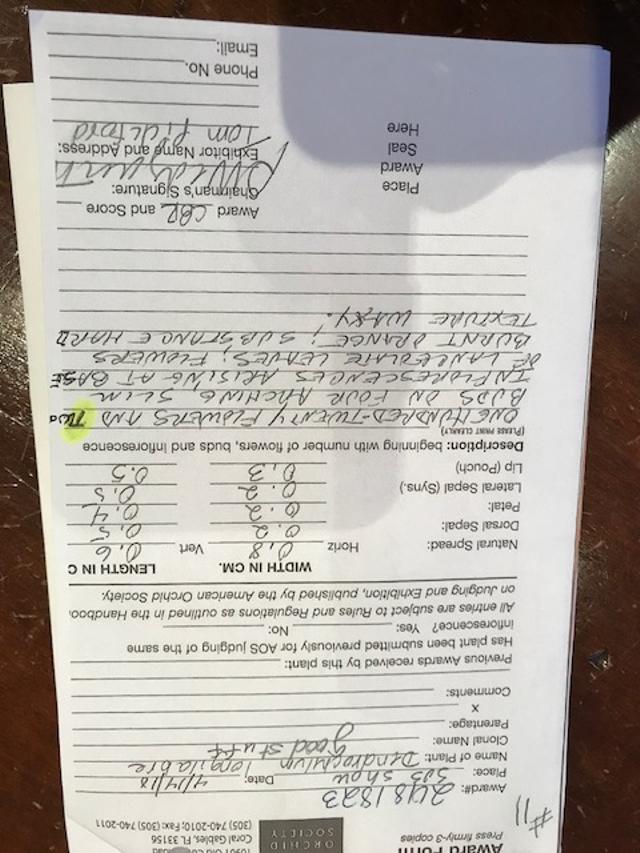 #11
Award Form
Press firmly-3 copies
ORCHID
SOCIETY
Coral Gables, FL 33156
(305) 740-2010; Fax: (305) 740-2011
Award#: 20181823
Place: show Date: 4/14/18
Name of Plant: Dendrochilum longilabre
Clonal Name: good stuff
Parentage:
x
Comments:
Previous Awards received by this plant:
Has plant been submitted previously for AOS judging of the same
inflorescence? Yes: No:
All entries are subject to Rules and Regulations as outlined in the Handboo
on Judging and Exhibition, published by the American Orchid Society.
WIDTH IN CM. LENGTH IN C
Natural Spread: Horiz 0.8 Vert 0.6
Dorsal Sepal: 0.2 0.5
Petal: 0.2 0.4
Lateral Sepal (Syns.) 0.2 0.5
Lip (Pouch) 0.3 0.5
Description: beginning with number of flowers, buds and inflorescence
(PLEASE PRINT CLEARLY)
ONE HUNDRED-TWENTY FLOWERS AND TWO
BUDS ON FOUR ARCHING, SLIM
INFLORESCENCES ARISING AT BASE
OF LANCEOLATE LEAVES; FLOWERS
BURNT ORANGE; SUBSTANCE HARD
TEXTURE WAXY.
Award CBR and Score
Chairman's Signature:
Exhibitor Name and Address:
Tom
Place
Award
Seal
Here
Phone No.
Email: